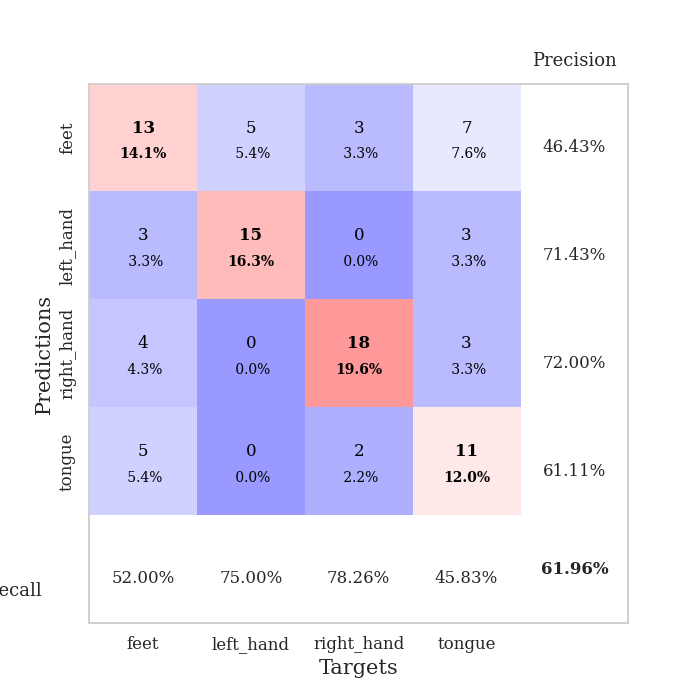 Precision
feet
13 5 3 7
14.1% 5.4% 3.3% 7.6%
46.43%
left_hand
3 15 0 3
3.3% 16.3% 0.0% 3.3%
71.43%
Predictions
right_hand
4 0 18 3
4.3% 0.0% 19.6% 3.3%
72.00%
tongue
5 0 2 11
5.4% 0.0% 2.2% 12.0%
61.11%
ecall
52.00% 75.00% 78.26% 45.83% 61.96%
feet left_hand right_hand tongue
Targets